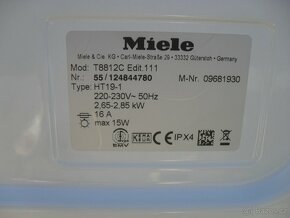 Miele
Miele & Cie. KG • Carl-Miele-Straße 29 • 33332 Gütersloh • Germany
Mod: T8812C Edit.111
Nr.: 55/124844780 M-Nr. 09681930
Type: HT19-1
220-230V~ 50Hz
2,65-2,85 kW
16 A
max 15W
EMV
IPX4